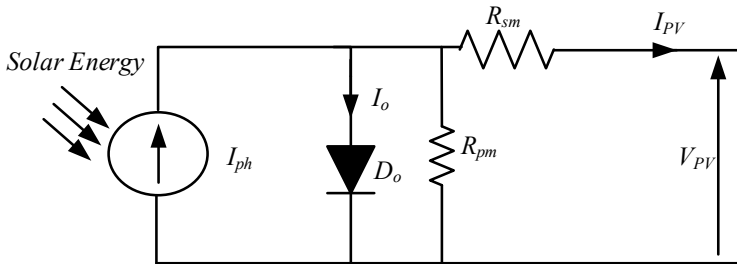 R_sm
I_PV
Solar Energy
I_o
I_ph
D_o
R_pm
V_PV